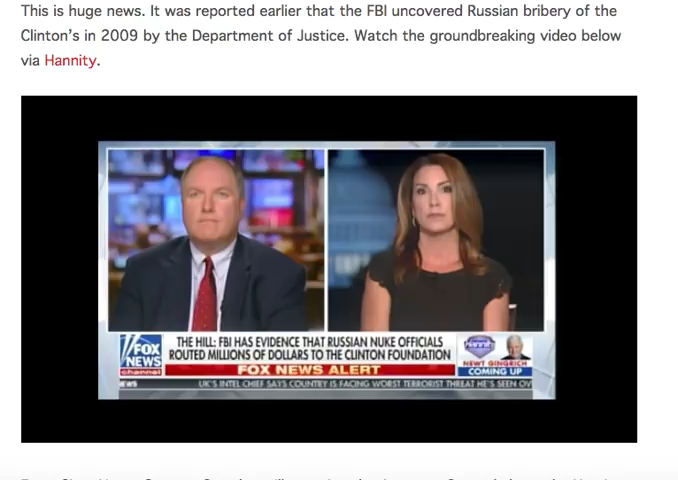 This is huge news. It was reported earlier that the FBI uncovered Russian bribery of the
Clinton's in 2009 by the Department of Justice. Watch the groundbreaking video below
via Hannity.
THE HILL: FBI HAS EVIDENCE THAT RUSSIAN NUKE OFFICIALS
ROUTED MILLIONS OF DOLLARS TO THE CLINTON FOUNDATION
FOX
NEWS
channel
FOX NEWS ALERT
Hannity
NEWT GINGRICH
COMING UP
EWS UK'S INTEL CHIEF SAYS COUNTRY IS FACING WORST TERRORIST THREAT HE'S SEEN OV